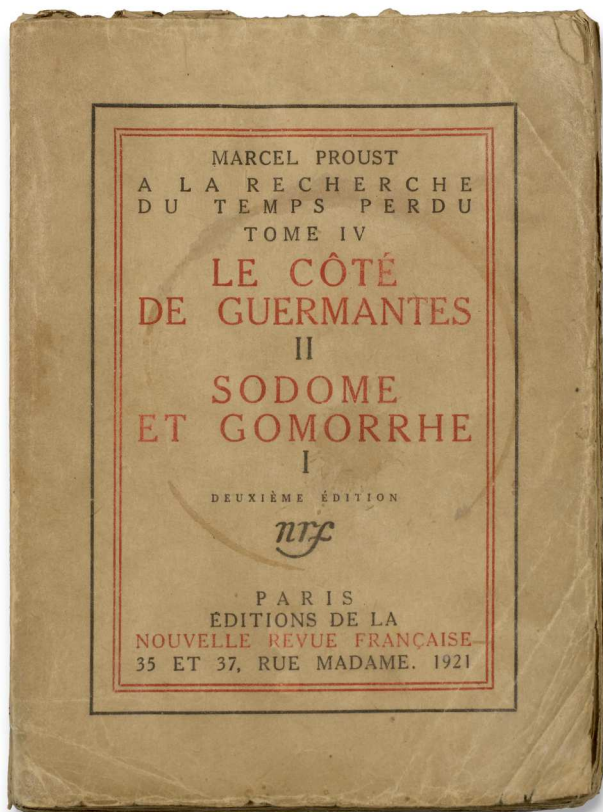 MARCEL PROUST
A LA RECHERCHE
DU TEMPS PERDU
TOME IV
LE CÔTÉ
DE GUERMANTES
II
SODOME
ET GOMORRHE
I
DEUXIÈME ÉDITION
nrf
PARIS
ÉDITIONS DE LA
NOUVELLE REVUE FRANÇAISE
35 ET 37, RUE MADAME. 1921